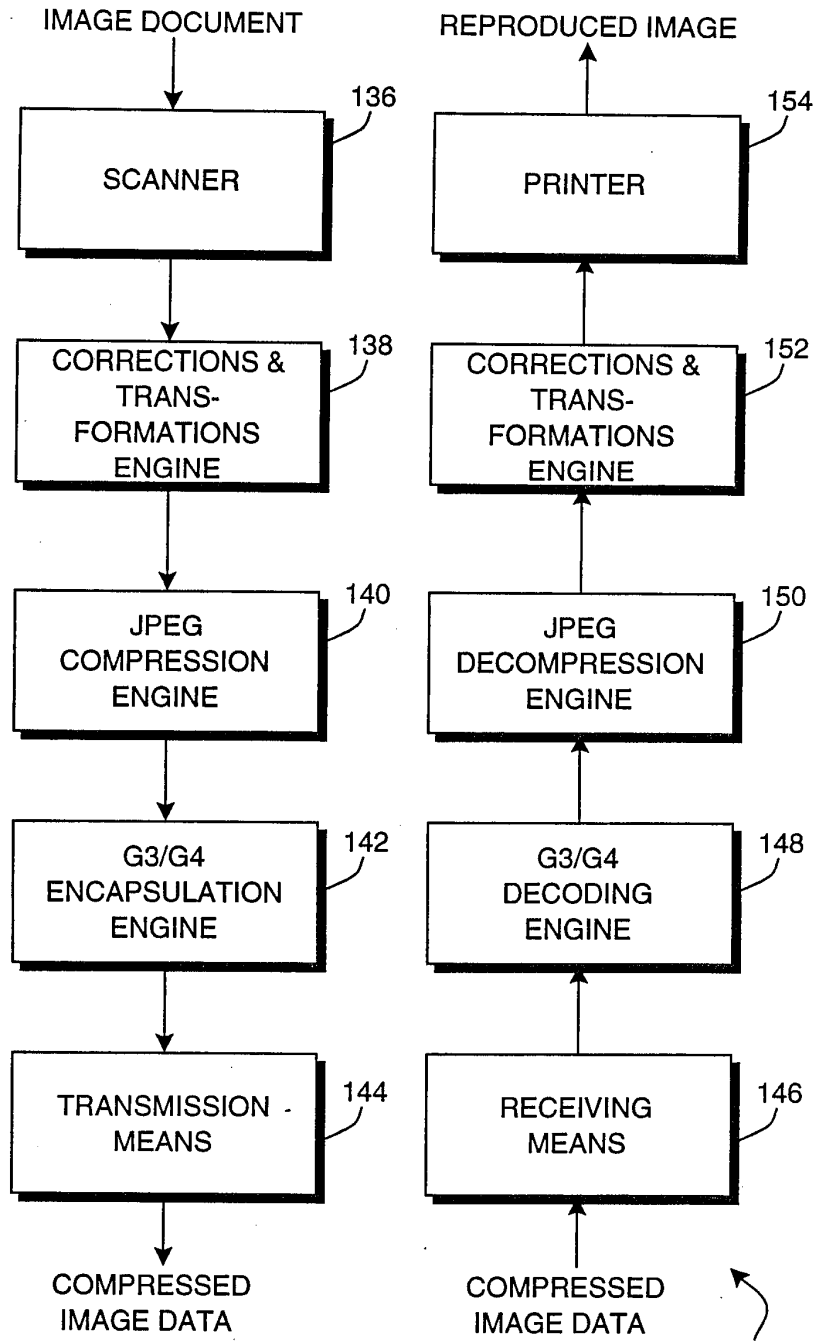 IMAGE DOCUMENT
136
SCANNER
138
CORRECTIONS &
TRANS-
FORMATIONS
ENGINE
140
JPEG
COMPRESSION
ENGINE
142
G3/G4
ENCAPSULATION
ENGINE
144
TRANSMISSION
MEANS
COMPRESSED
IMAGE DATA
REPRODUCED IMAGE
154
PRINTER
152
CORRECTIONS &
TRANS-
FORMATIONS
ENGINE
150
JPEG
DECOMPRESSION
ENGINE
148
G3/G4
DECODING
ENGINE
146
RECEIVING
MEANS
COMPRESSED
IMAGE DATA